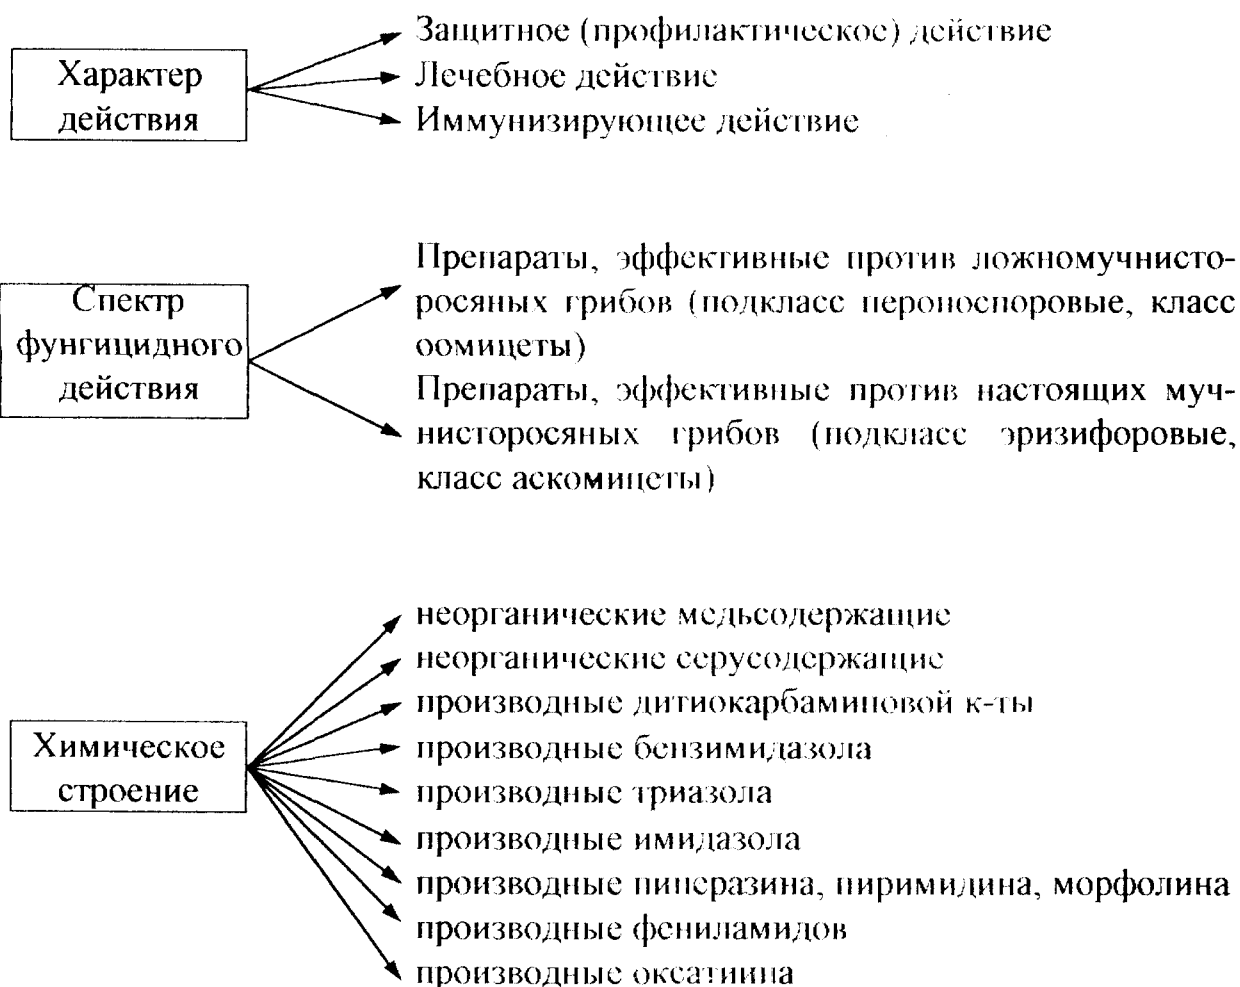 Характер
действия
Защитное (профилактическое) действие
Лечебное действие
Иммунизирующее действие
Спектр
фунгицидного
действия
Препараты, эффективные против ложномучнисто-
росяных грибов (подкласс пероноспоровые, класс
оомицеты)
Препараты, эффективные против настоящих муч-
нисторосяных грибов (подкласс эризифоровые,
класс аскомицеты)
Химическое
строение
неорганические медьсодержащие
неорганические серусодержащие
производные дитиокарбаминовой к-ты
производные бензимидазола
производные триазола
производные имидазола
производные пиперазина, пиримидина, морфолина
производные фениламидов
производные оксатиина